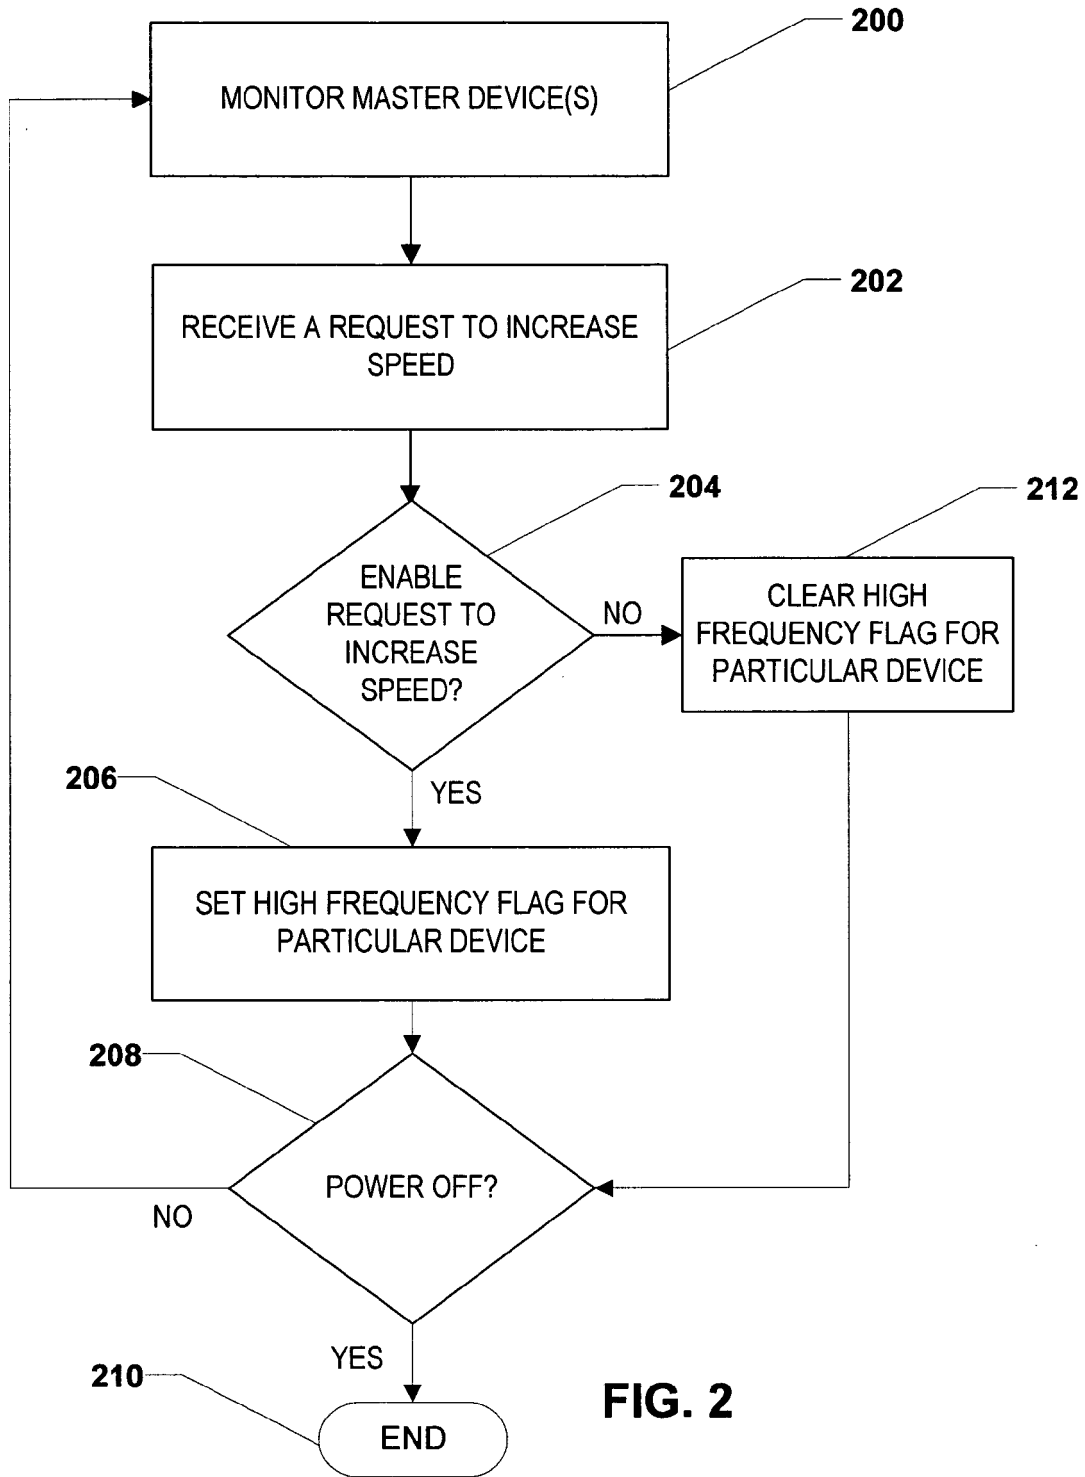 200
MONITOR MASTER DEVICE(S)
202
RECEIVE A REQUEST TO INCREASE
SPEED
204
212
ENABLE
REQUEST TO
INCREASE
SPEED?
NO
CLEAR HIGH
FREQUENCY FLAG FOR
PARTICULAR DEVICE
YES
206
SET HIGH FREQUENCY FLAG FOR
PARTICULAR DEVICE
208
POWER OFF?
NO
YES
210
END
FIG. 2